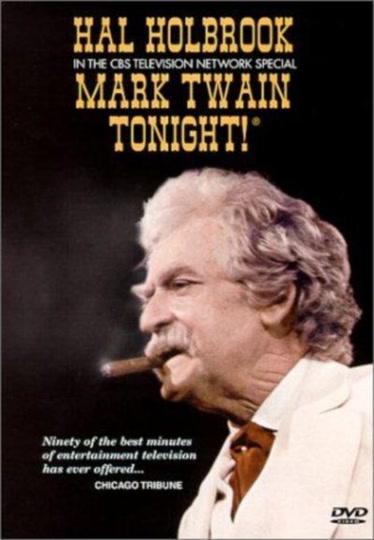 HAL HOLBROOK
IN THE CBS TELEVISION NETWORK SPECIAL
MARK TWAIN
TONIGHT!®
Ninety of the best minutes
of entertainment television
has ever offered...
CHICAGO TRIBUNE
DVD
VIDEO